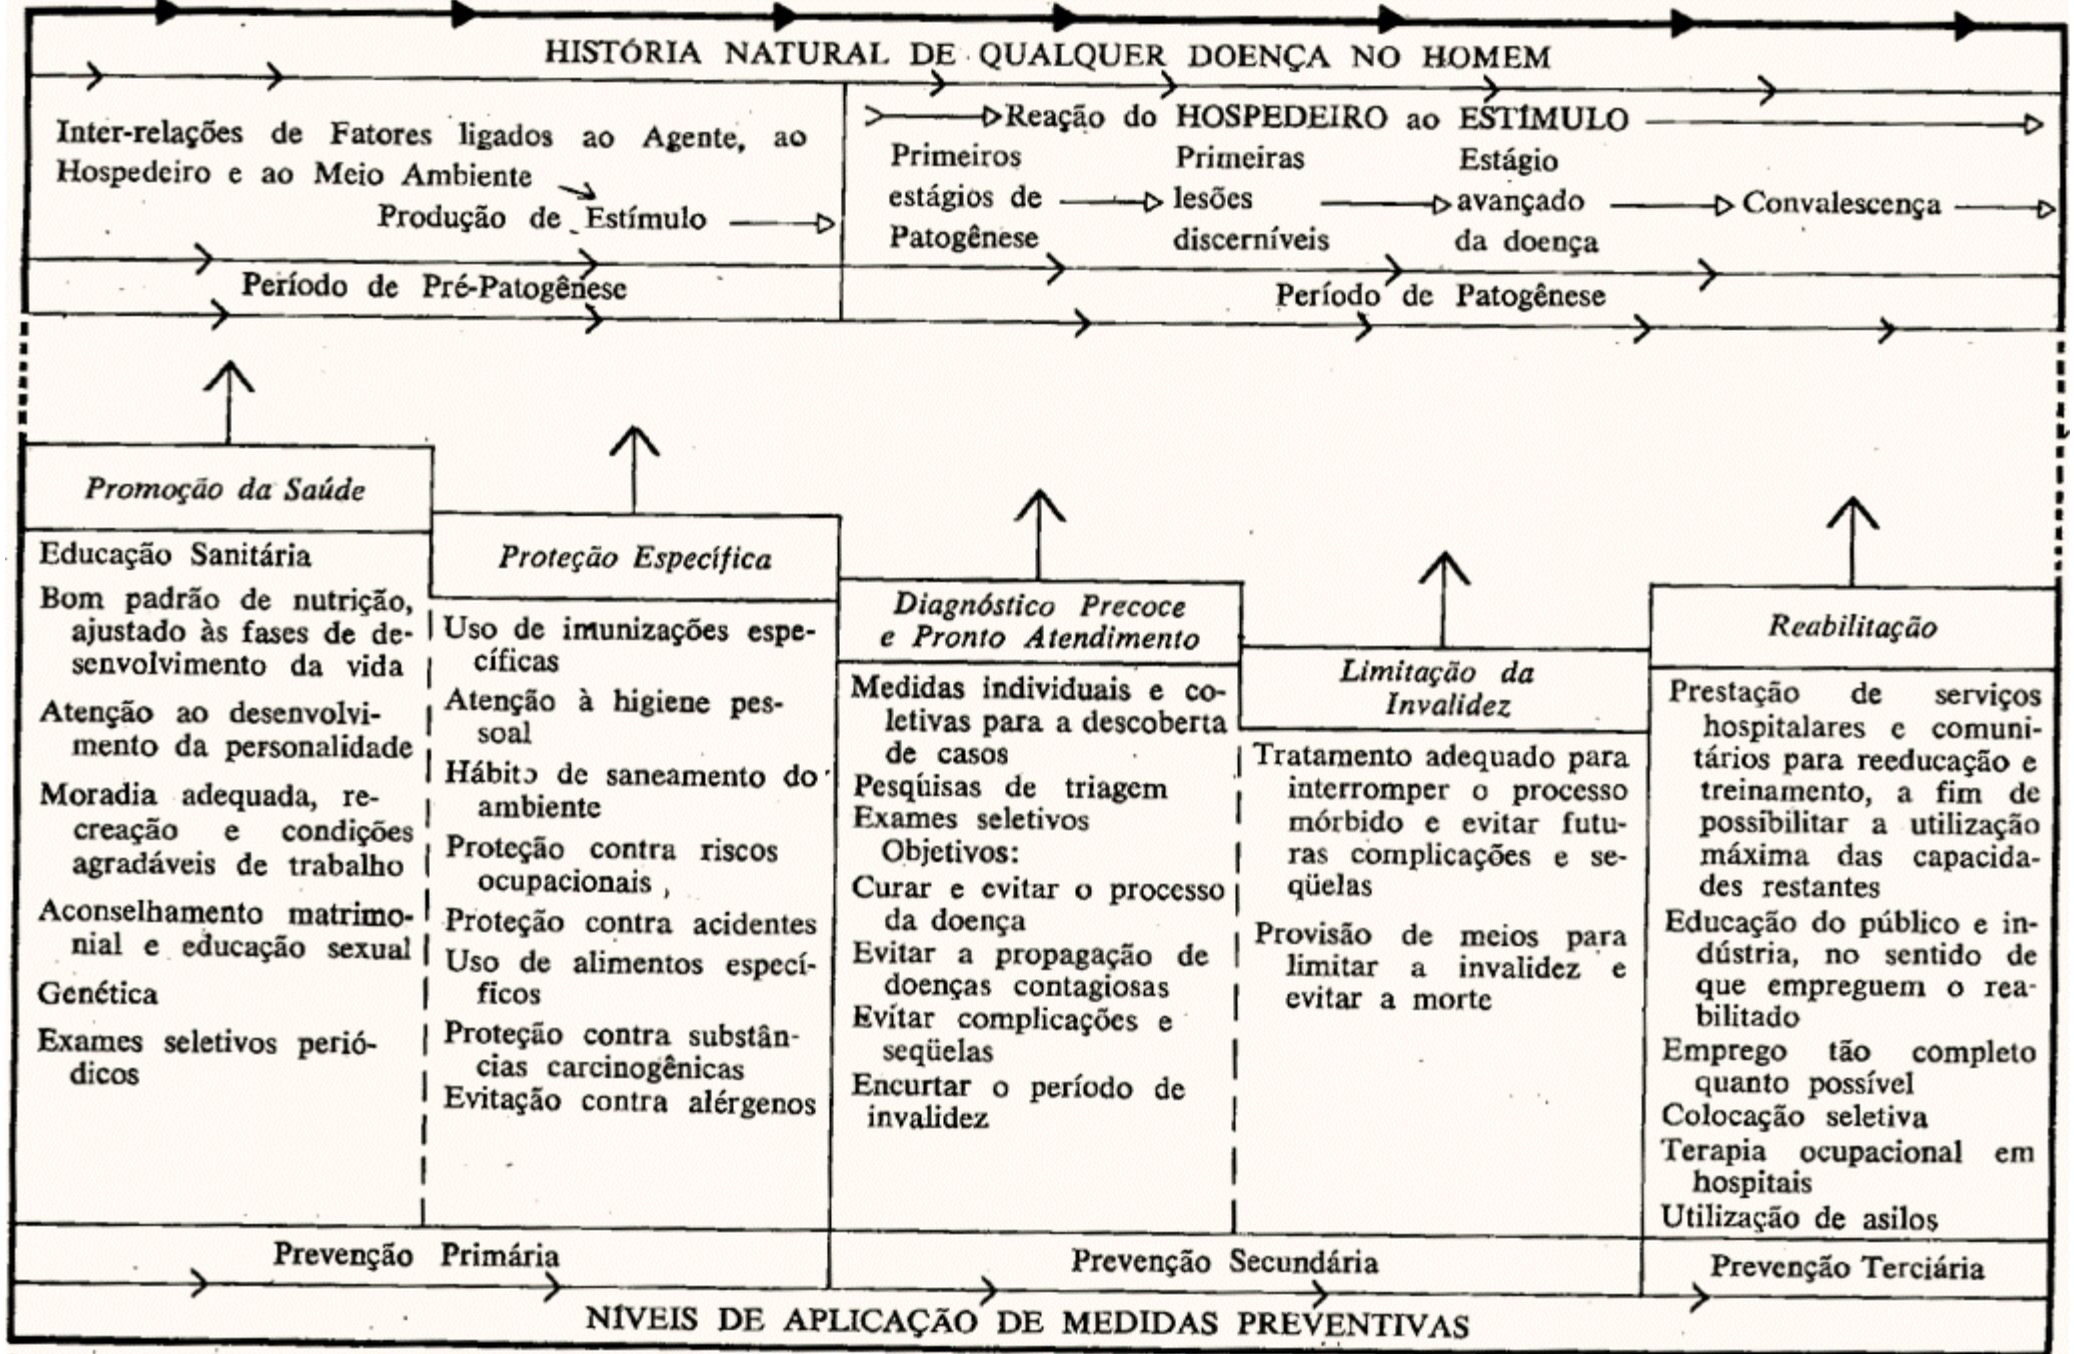 HISTÓRIA NATURAL DE QUALQUER DOENÇA NO HOMEM
Inter-relações de Fatores ligados ao Agente, ao
Hospedeiro e ao Meio Ambiente
Produção de Estímulo
Reação do HOSPEDEIRO ao ESTÍMULO
Primeiros
estágios de
Patogênese
Primeiras
lesões
discerníveis
Estágio
avançado
da doença
Convalescença
Período de Pré-Patogênese
Período de Patogênese
Promoção da Saúde
Educação Sanitária
Bom padrão de nutrição,
ajustado às fases de de-
senvolvimento da vida
Atenção ao desenvolvi-
mento da personalidade
Moradia adequada, re-
creação e condições
agradáveis de trabalho
Aconselhamento matrimo-
nial e educação sexual
Genética
Exames seletivos perió-
dicos
Proteção Específica
Uso de imunizações espe-
cíficas
Atenção à higiene pes-
soal
Hábito de saneamento do
ambiente
Proteção contra riscos
ocupacionais
Proteção contra acidentes
Uso de alimentos especí-
ficos
Proteção contra substân-
cias carcinogênicas
Evitação contra alérgenos
Diagnóstico Precoce
e Pronto Atendimento
Medidas individuais e co-
letivas para a descoberta
de casos
Pesqúisas de triagem
Exames seletivos
Objetivos:
Curar e evitar o processo
da doença
Evitar a propagação de
doenças contagiosas
Evitar complicações e
seqüelas
Encurtar o período de
invalidez
Limitação da
Invalidez
Tratamento adequado para
interromper o processo
mórbido e evitar futu-
ras complicações e se-
qüelas
Provisão de meios para
limitar a invalidez e
evitar a morte
Reabilitação
Prestação de serviços
hospitalares e comuni-
tários para reeducação e
treinamento, a fim de
possibilitar a utilização
máxima das capacida-
des restantes
Educação do público e in-
dústria, no sentido de
que empreguem o rea-
bilitado
Emprego tão completo
quanto possível
Colocação seletiva
Terapia ocupacional em
hospitais
Utilização de asilos
Prevenção Primária
Prevenção Secundária
Prevenção Terciária
NÍVEIS DE APLICAÇÃO DE MEDIDAS PREVENTIVAS